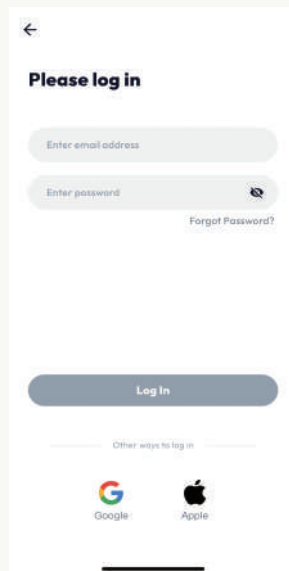 Please log in
Enter email address
Enter password
Forgot Password?
Log In
Other ways to log in
Google
Apple